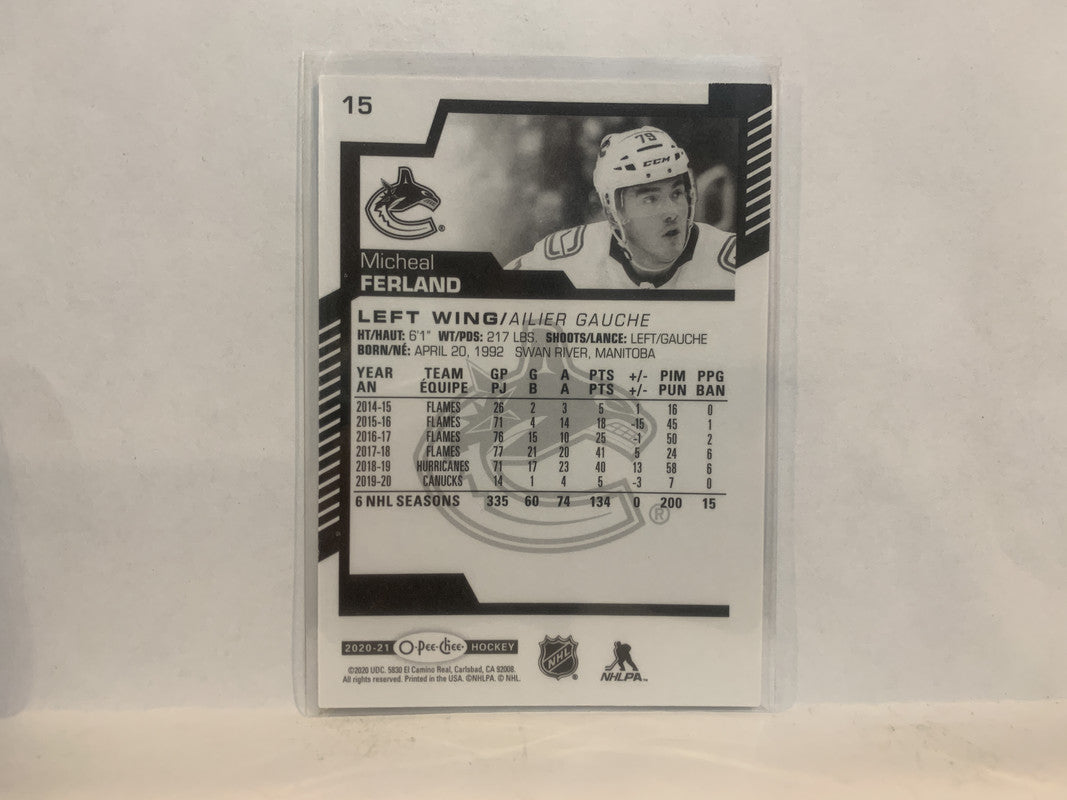 15
79
CCM
®
Micheal
FERLAND
LEFT WING/AILIER GAUCHE
HT/HAUT: 6'1" WT/PDS: 217 LBS. SHOOTS/LANCE: LEFT/GAUCHE
BORN/NÉ: APRIL 20, 1992 SWAN RIVER, MANITOBA
YEAR TEAM GP G A PTS +/- PIM PPG
AN ÉQUIPE PJ B A PTS +/- PUN BAN
2014-15 FLAMES 26 2 3 5 1 16 0
2015-16 FLAMES 71 4 14 18 -15 45 1
2016-17 FLAMES 76 15 10 25 -1 50 2
2017-18 FLAMES 77 21 20 41 5 24 6
2018-19 HURRICANES 71 17 23 40 13 58 6
2019-20 CANUCKS 14 1 4 5 -3 7 0
6 NHL SEASONS 335 60 74 134 0 200 15
®
2020-21 O-Pee-Chee HOCKEY
NHL ®
NHLPA™
©2020 UDC. 5830 El Camino Real, Carlsbad, CA 92008.
All rights reserved. Printed in the USA. ©NHLPA. © NHL.